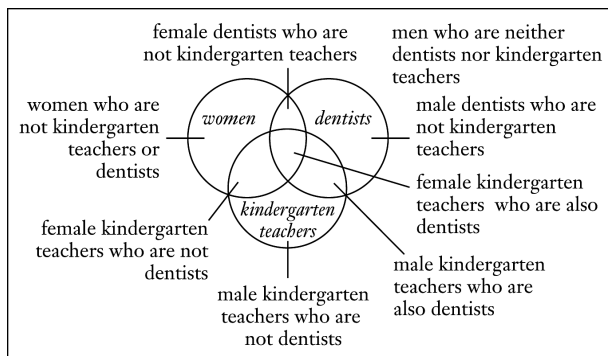 female dentists who are
not kindergarten teachers
men who are neither
dentists nor kindergarten
teachers
women who are
not kindergarten
teachers or
dentists
women
dentists
male dentists who are
not kindergarten
teachers
female kindergarten
teachers who are also
dentists
kindergarten
teachers
female kindergarten
teachers who are not
dentists
male kindergarten
teachers who are
also dentists
male kindergarten
teachers who are
not dentists